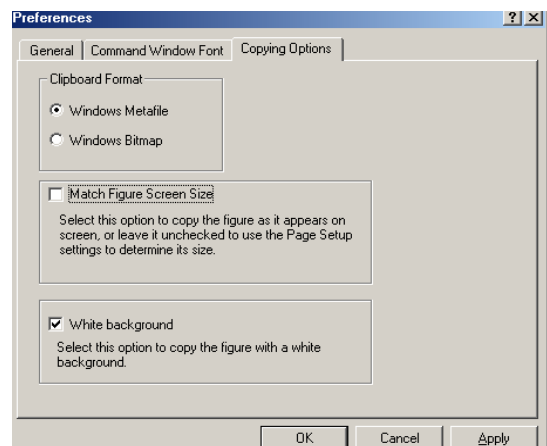 Preferences ? x
General Command Window Font Copying Options
Clipboard Format
Windows Metafile
Windows Bitmap
Match Figure Screen Size
Select this option to copy the figure as it appears on
screen, or leave it unchecked to use the Page Setup
settings to determine its size.
White background
Select this option to copy the figure with a white
background.
OK Cancel Apply